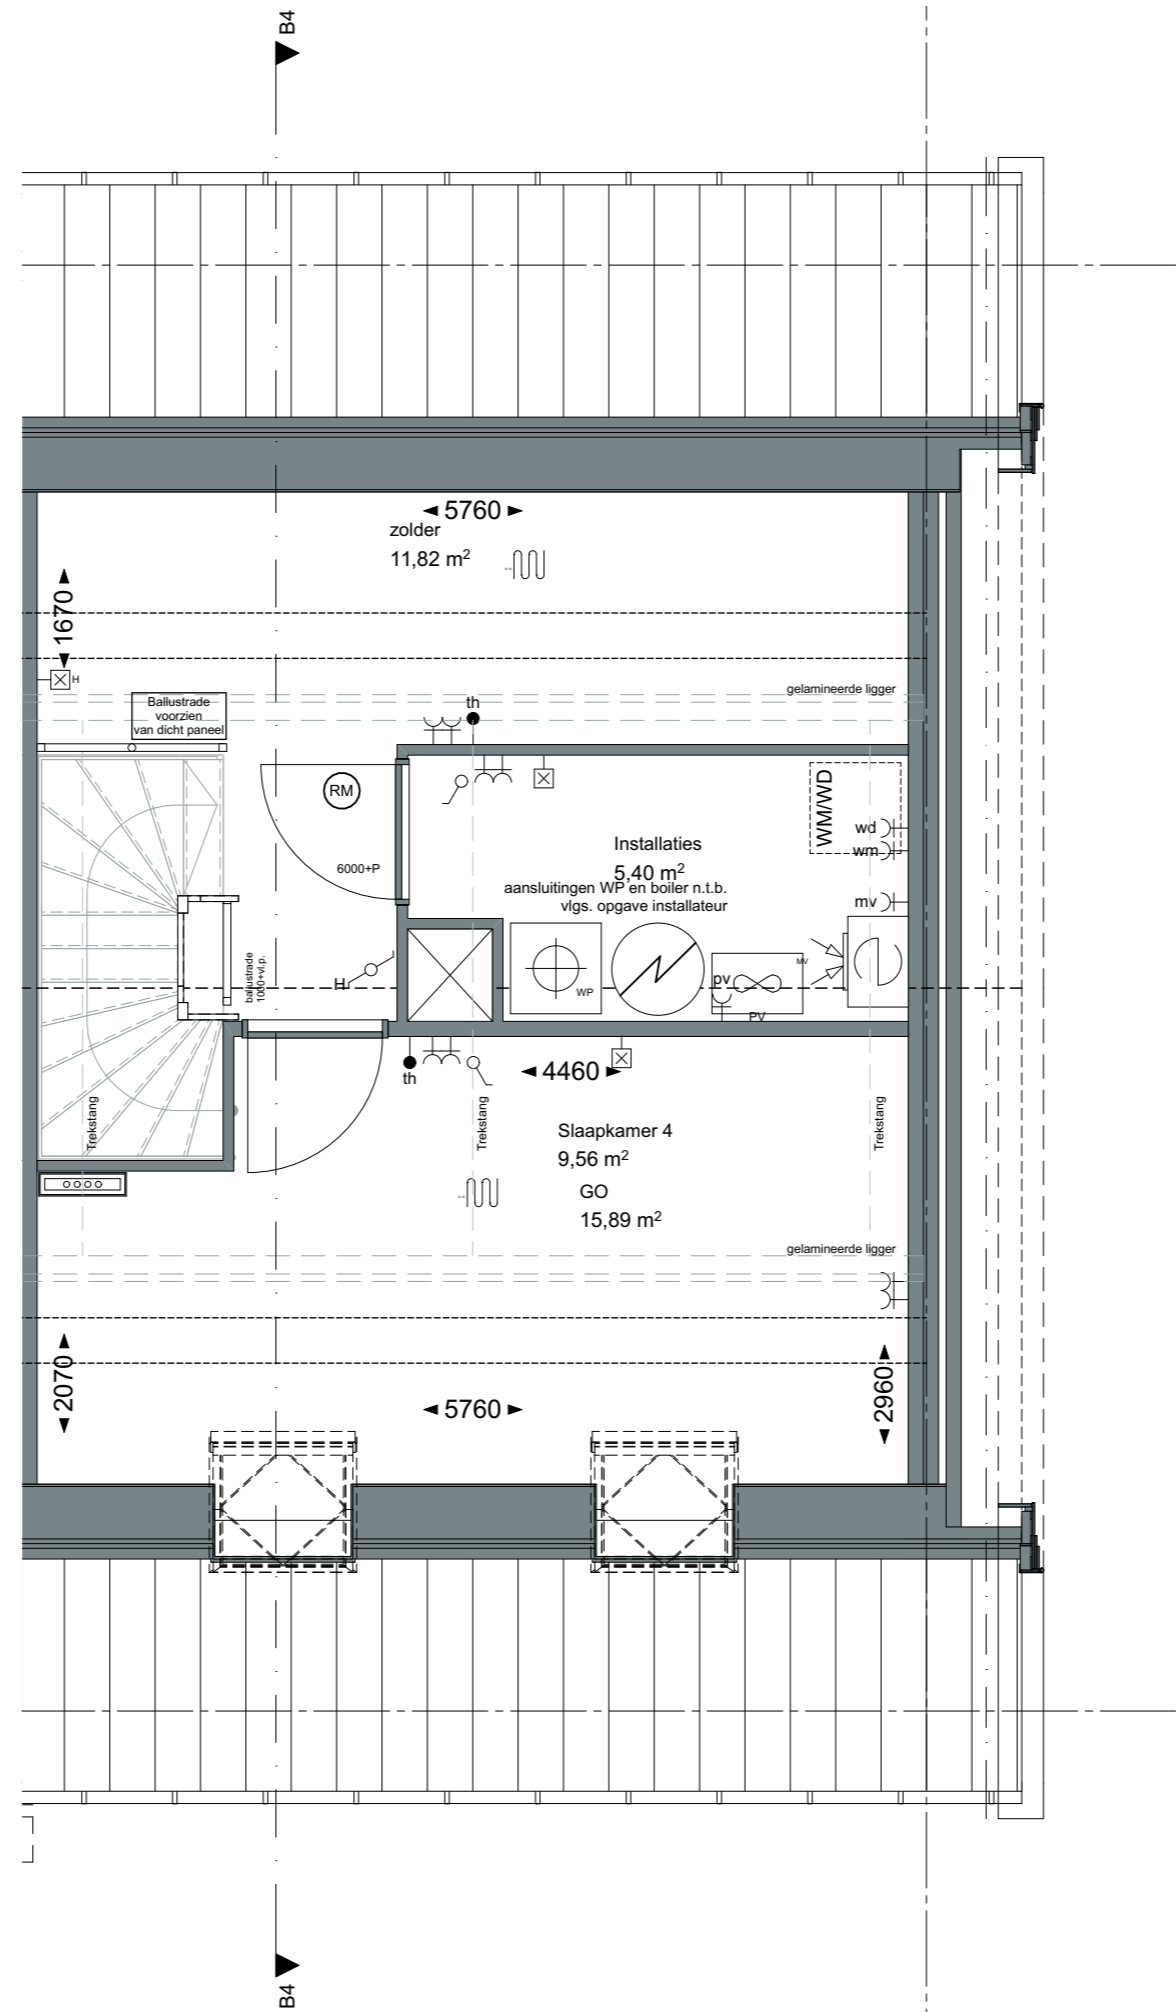 B4
5760
zolder
11,82 m²
1670
H
gelamineerde ligger
Ballustrade
voorzien
van dicht paneel
th
RM
6000+P
WM/WD
wd
wm
mv
Installaties
5,40 m²
aansluitingen WP en boiler n.t.b.
vlgs. opgave installateur
ballustrade
1000+vl.p.
H
WP
pv
PV
MV
th
4460
Trekstang
Trekstang
Trekstang
Slaapkamer 4
9,56 m²
GO
15,89 m²
gelamineerde ligger
2070
5760
2960
B4